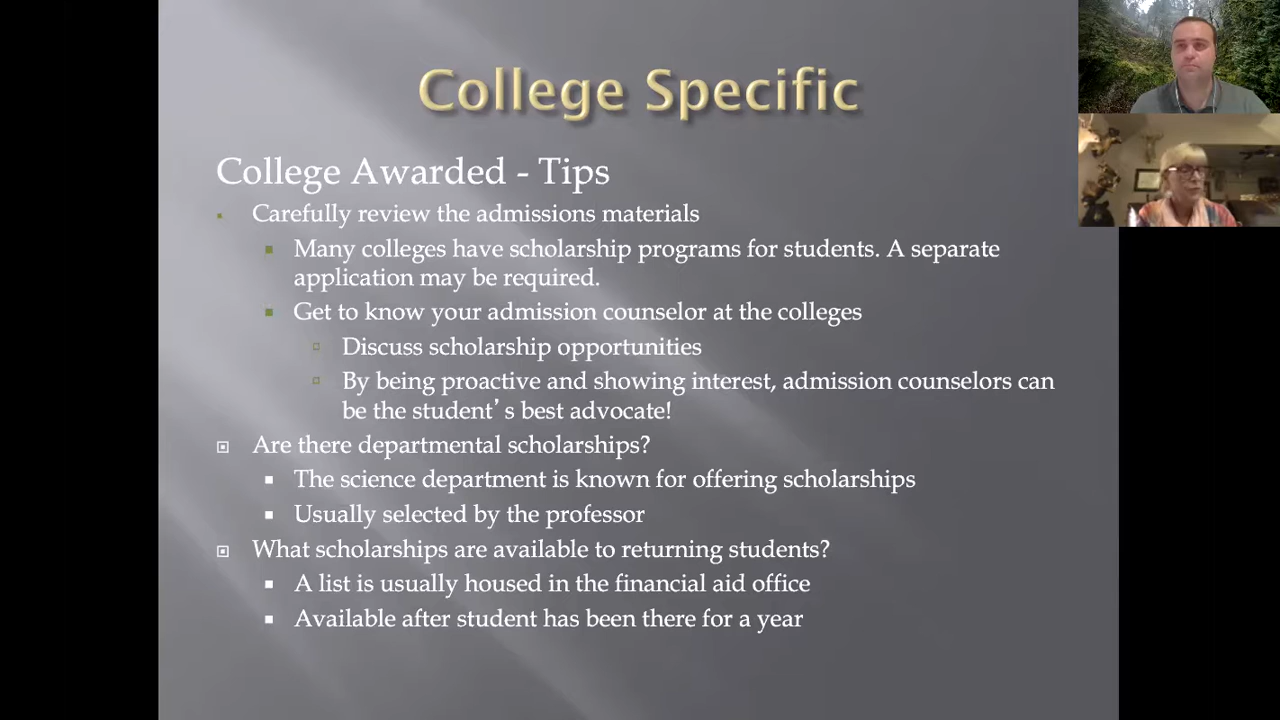 College Specific
College Awarded - Tips
Carefully review the admissions materials
Many colleges have scholarship programs for students. A separate
application may be required.
Get to know your admission counselor at the colleges
Discuss scholarship opportunities
By being proactive and showing interest, admission counselors can
be the student’s best advocate!
Are there departmental scholarships?
The science department is known for offering scholarships
Usually selected by the professor
What scholarships are available to returning students?
A list is usually housed in the financial aid office
Available after student has been there for a year